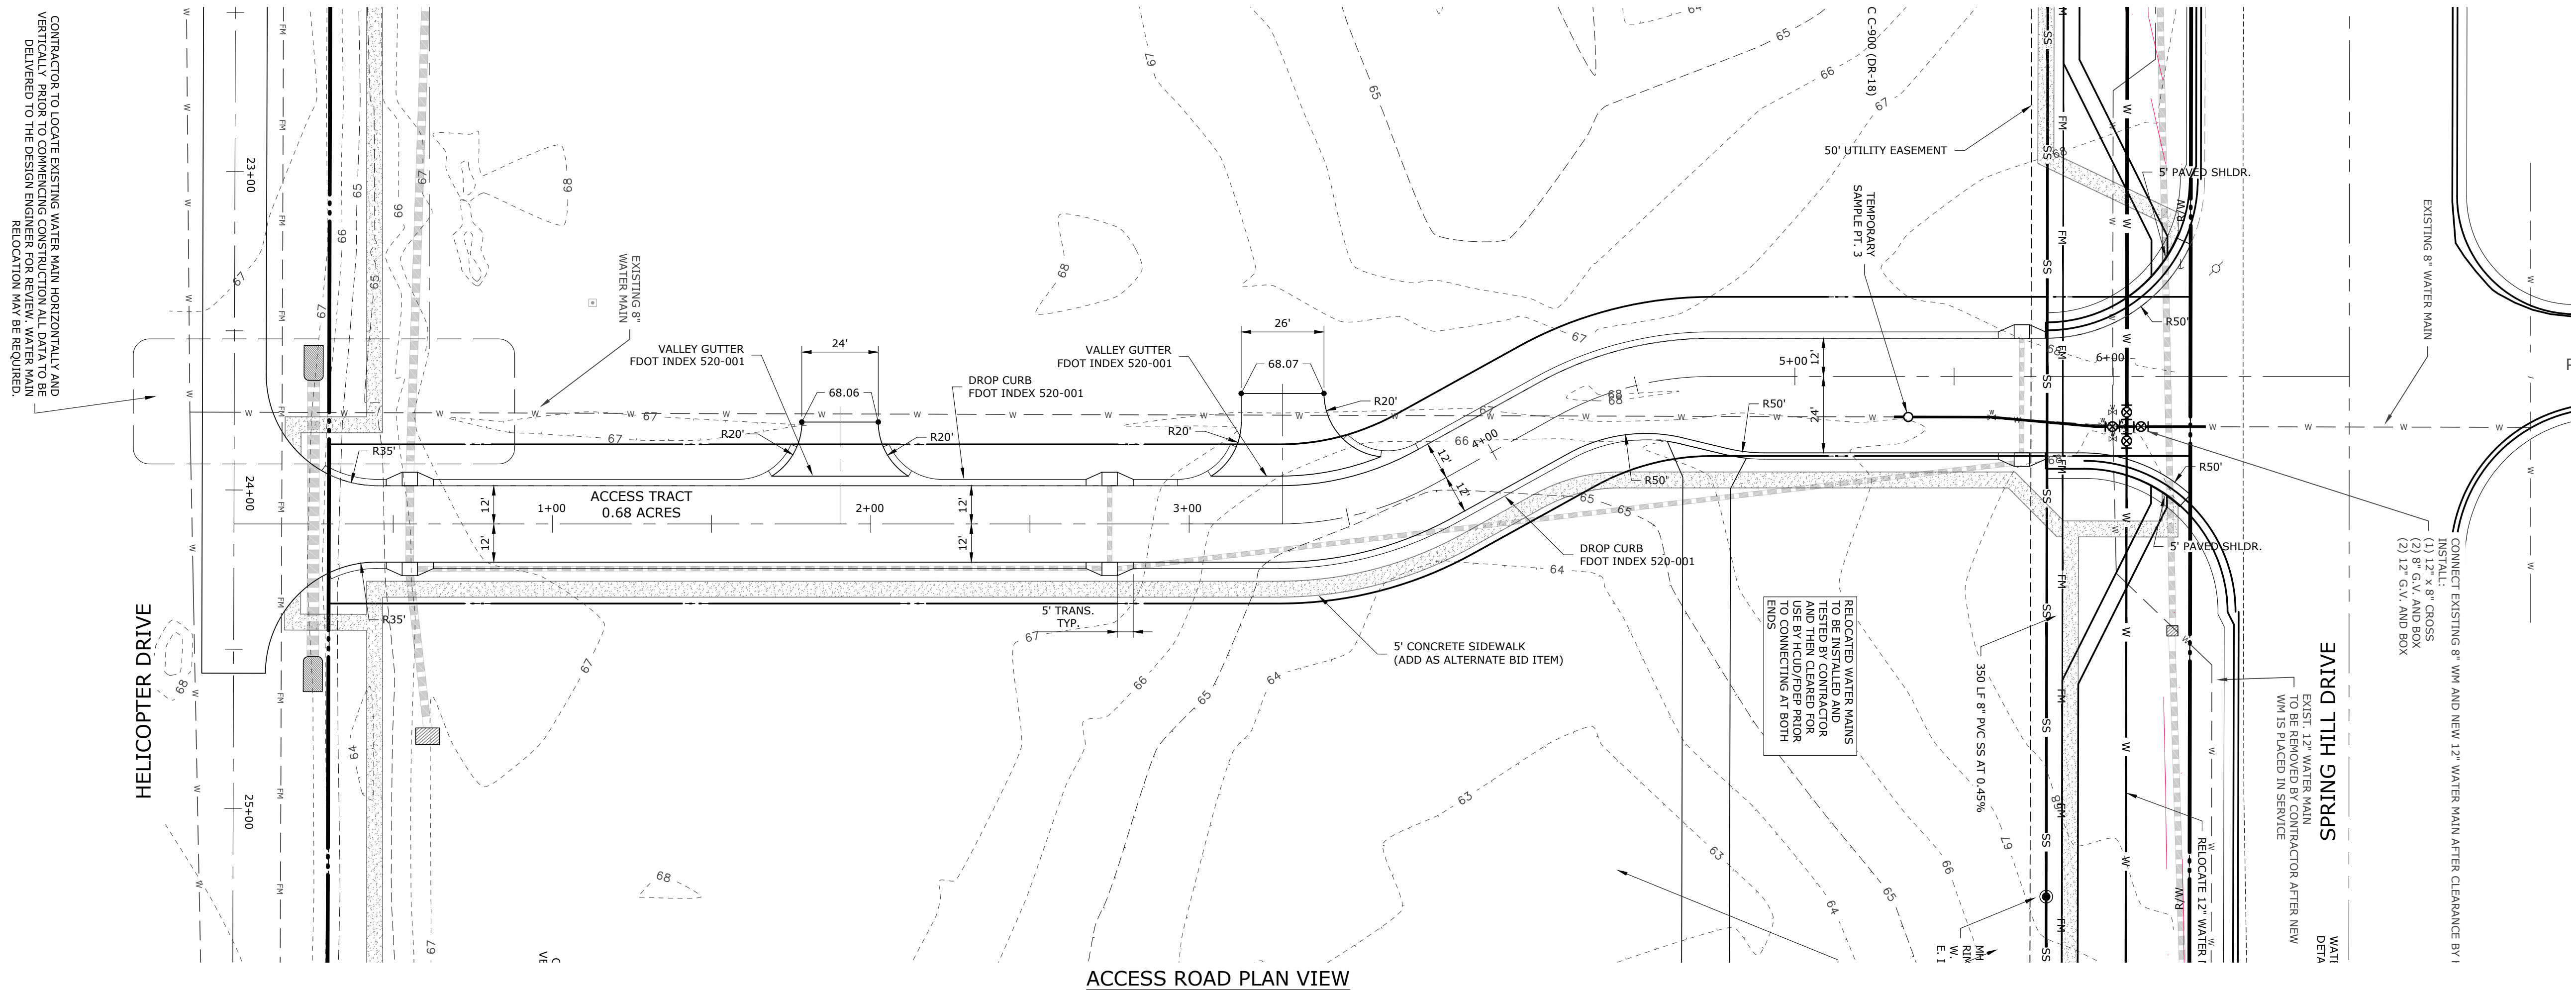 CONTRACTOR TO LOCATE EXISTING WATER MAIN HORIZONTALLY AND
VERTICALLY PRIOR TO COMMENCING CONSTRUCTION ALL DATA TO BE
DELIVERED TO THE DESIGN ENGINEER FOR REVIEW. WATER MAIN
RELOCATION MAY BE REQUIRED.
HELICOPTER DRIVE
23+00
24+00
25+00
EXISTING 8"
WATER MAIN
VALLEY GUTTER
FDOT INDEX 520-001
24'
68.06
R20'
R20'
R35'
R35'
DROP CURB
FDOT INDEX 520-001
VALLEY GUTTER
FDOT INDEX 520-001
26'
68.07
R20'
R20'
ACCESS TRACT
0.68 ACRES
1+00
2+00
3+00
4+00
5+00
6+00
12'
12'
12'
12'
12'
12'
12'
24'
5' TRANS.
TYP.
5' CONCRETE SIDEWALK
(ADD AS ALTERNATE BID ITEM)
DROP CURB
FDOT INDEX 520-001
R50'
R50'
R50'
R50'
C C-900 (DR-18)
50' UTILITY EASEMENT
TEMPORARY
SAMPLE PT. 3
5' PAVED SHLDR.
5' PAVED SHLDR.
R/W
R/W
RELOCATED WATER MAINS
TO BE INSTALLED AND
TESTED BY CONTRACTOR
AND THEN CLEARED FOR
USE BY HCUD/FDEP PRIOR
TO CONNECTING AT BOTH
ENDS
350 LF 8" PVC SS AT 0.45%
MH
RIM
W.
E. I
RELOCATE 12" WATER
EXIST. 12" WATER MAIN
TO BE REMOVED BY CONTRACTOR AFTER NEW
WM IS PLACED IN SERVICE
SPRING HILL DRIVE
EXISTING 8" WATER MAIN
CONNECT EXISTING 8" WM AND NEW 12" WATER MAIN AFTER CLEARANCE BY
INSTALL:
(1) 12" x 8" CROSS
(2) 8" G.V. AND BOX
(2) 12" G.V. AND BOX
WAT
DETA
ACCESS ROAD PLAN VIEW